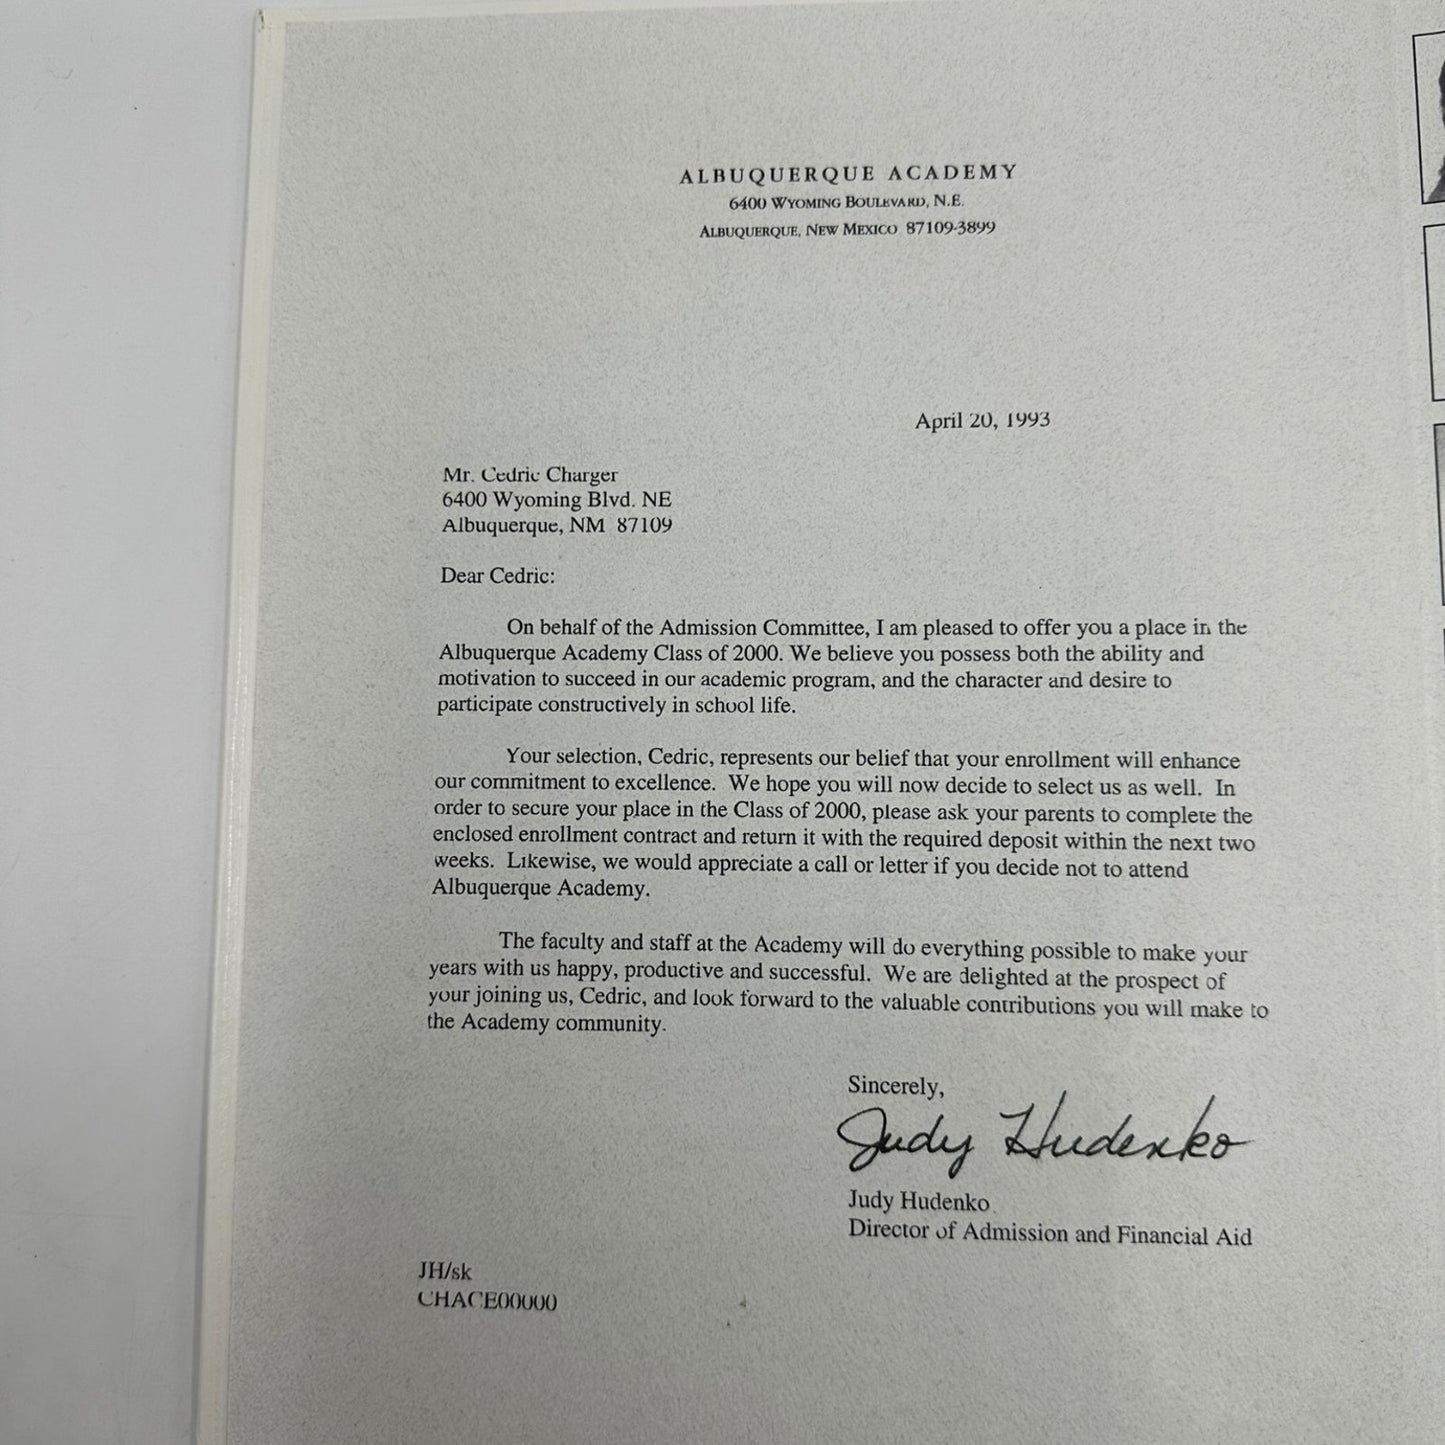 ALBUQUERQUE ACADEMY
6400 WYOMING BOULEVARD, N.E.
ALBUQUERQUE, NEW MEXICO 87109-3899
April 20, 1993
Mr. Cedric Charger
6400 Wyoming Blvd. NE
Albuquerque, NM 87109
Dear Cedric:
On behalf of the Admission Committee, I am pleased to offer you a place in the
Albuquerque Academy Class of 2000. We believe you possess both the ability and
motivation to succeed in our academic program, and the character and desire to
participate constructively in school life.
Your selection, Cedric, represents our belief that your enrollment will enhance
our commitment to excellence. We hope you will now decide to select us as well. In
order to secure your place in the Class of 2000, please ask your parents to complete the
enclosed enrollment contract and return it with the required deposit within the next two
weeks. Likewise, we would appreciate a call or letter if you decide not to attend
Albuquerque Academy.
The faculty and staff at the Academy will do everything possible to make your
years with us happy, productive and successful. We are delighted at the prospect of
your joining us, Cedric, and look forward to the valuable contributions you will make to
the Academy community.
Sincerely,
Judy Hudenko
Judy Hudenko
Director of Admission and Financial Aid
JH/sk
CHACE00000